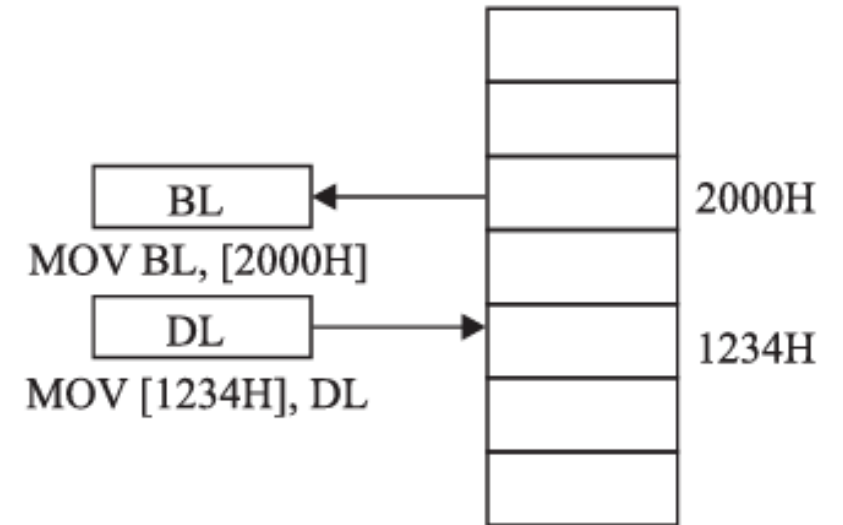 BL
2000H
MOV BL, [2000H]
DL
1234H
MOV [1234H], DL